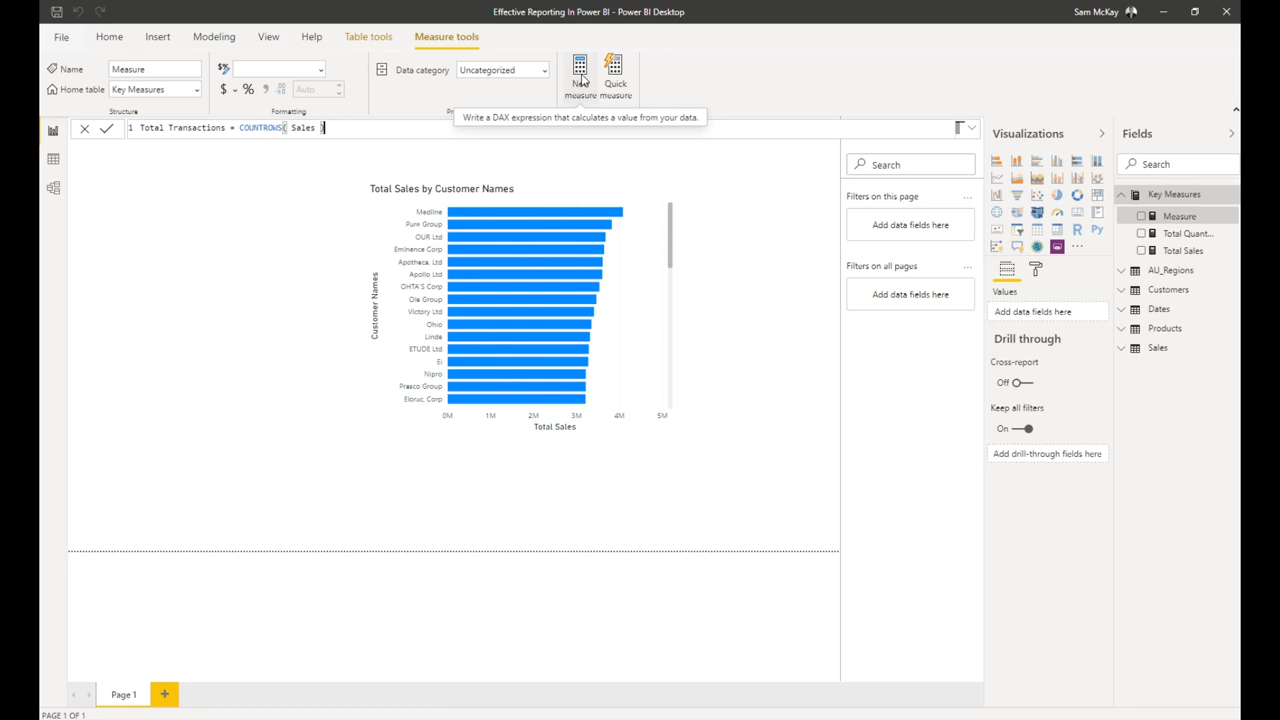 Effective Reporting In Power BI - Power BI Desktop
Sam McKay
File Home Insert Modeling View Help Table tools Measure tools
Name Measure
Home table Key Measures
Structure
$ % Auto
Formatting
Data category Uncategorized
New measure
Quick measure
Write a DAX expression that calculates a value from your data.
1 Total Transactions = COUNTROWS( Sales )
Total Sales by Customer Names
Customer Names
Medline
Pure Group
OUR Ltd
Eminence Corp
Apotheca, Ltd
Apollo Ltd
OHTA'S Corp
Ole Group
Victory Ltd
Ohio
Linde
ETUDE Ltd
Ei
Nipro
Prasco Group
Elorac, Corp
0M 1M 2M 3M 4M 5M
Total Sales
Search
Filters on this page ...
Add data fields here
Filters on all pages ...
Add data fields here
Visualizations
R Py
...
Values
Add data fields here
Drill through
Cross-report
Off
Keep all filters
On
Add drill-through fields here
Fields
Search
Key Measures
Measure
Total Quant...
Total Sales
AU_Regions
Customers
Dates
Products
Sales
Page 1 +
PAGE 1 OF 1